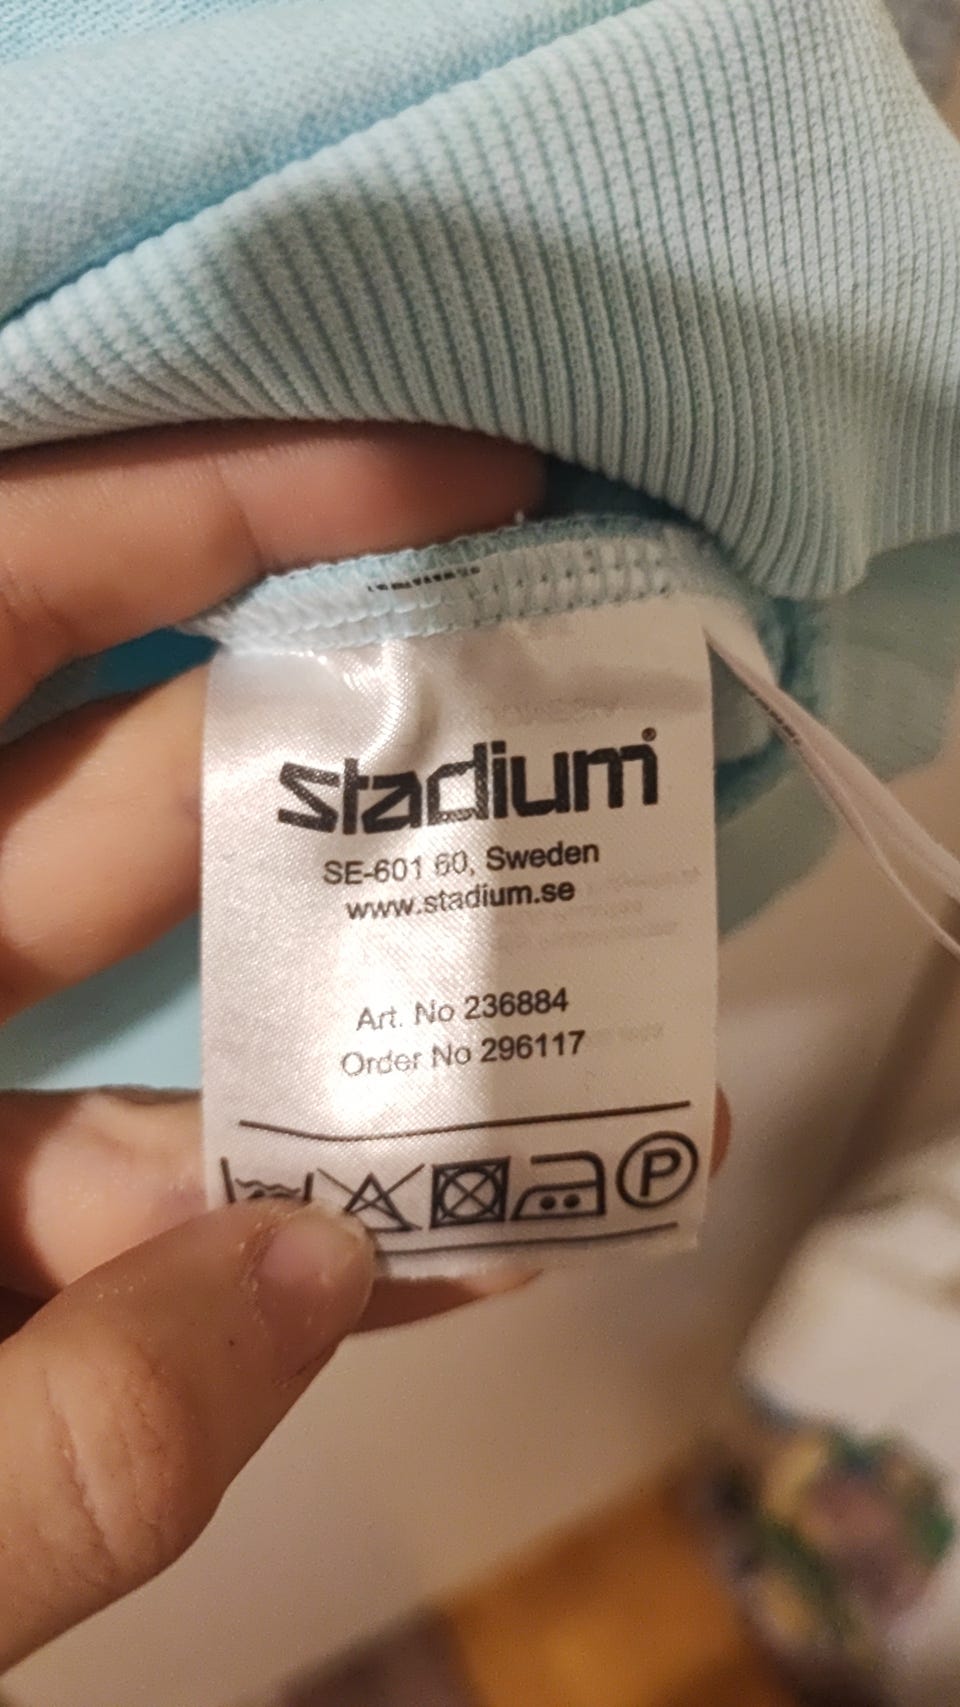 stadium®
SE-601 60, Sweden
www.stadium.se
Art. No 236884
Order No 296117
P